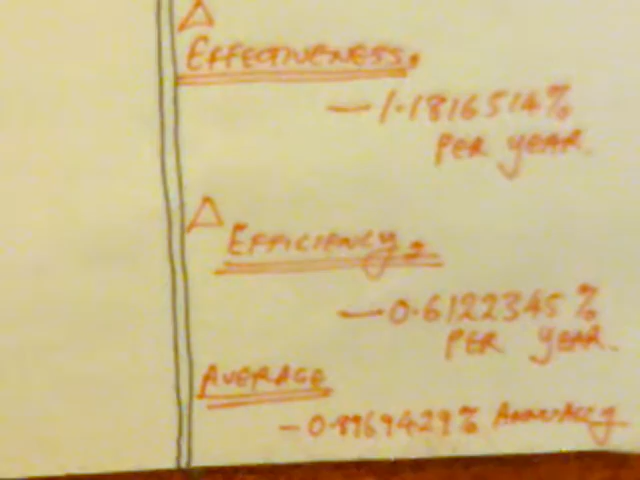 Δ
EFFECTIVENESS.
— 1.1816514%
PER YEAR.
Δ
EFFICIENCY.
— 0.6122345 %
PER YEAR.
AVERAGE
- 0.8969429% ANNUALLY